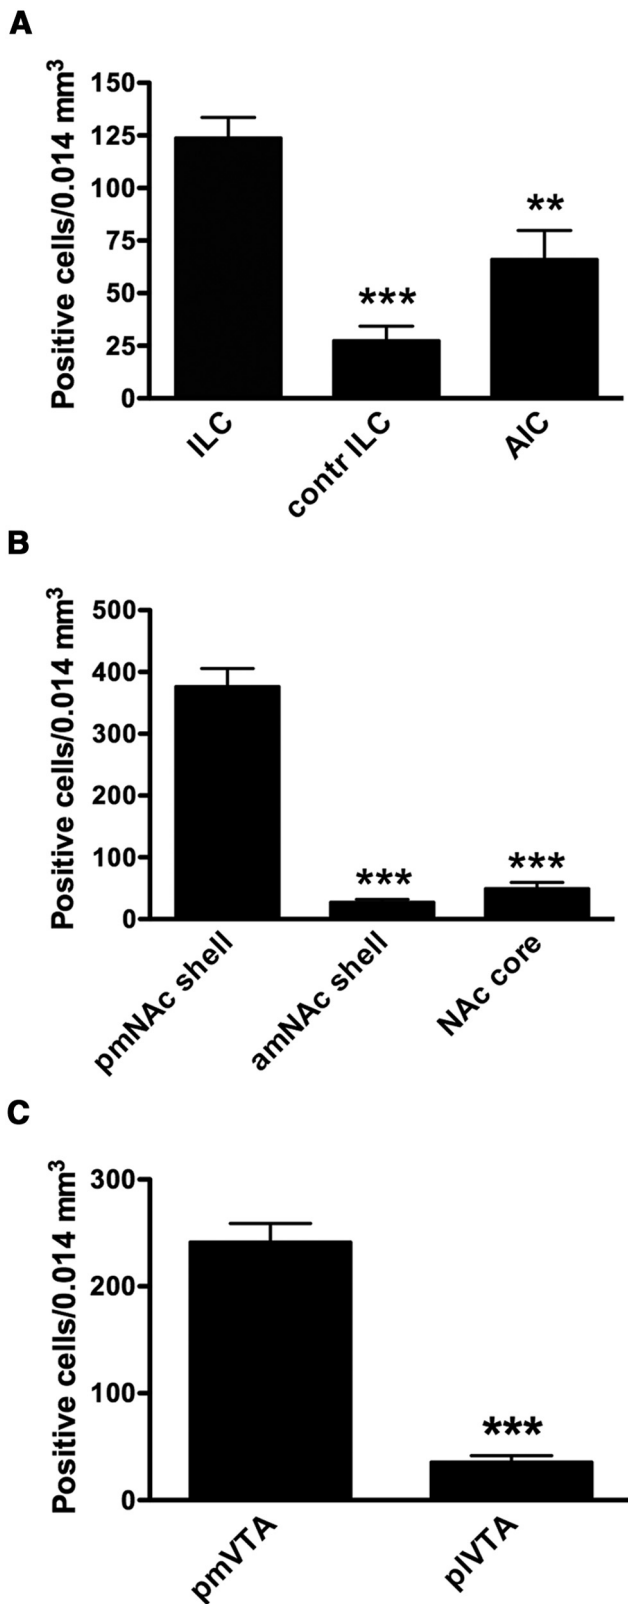 A
Positive cells/0.014 mm³
150
125
100
75
50
25
0
***
**
ILC
contr ILC
AIC
B
Positive cells/0.014 mm³
500
400
300
200
100
0
***
***
pmNAc shell
amNAc shell
NAc core
C
Positive cells/0.014 mm³
300
200
100
0
***
pmVTA
plVTA